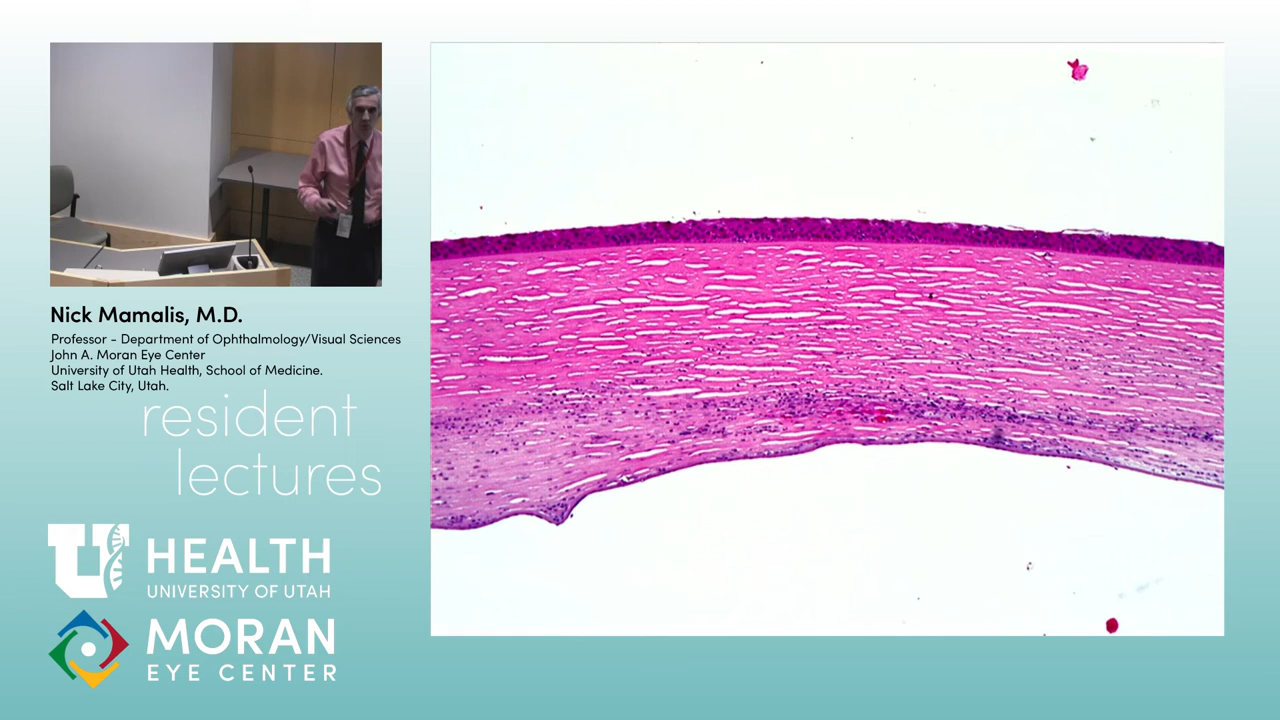 Nick Mamalis, M.D.
Professor - Department of Ophthalmology/Visual Sciences
John A. Moran Eye Center
University of Utah Health, School of Medicine.
Salt Lake City, Utah.
resident
lectures
U HEALTH
UNIVERSITY OF UTAH
MORAN
EYE CENTER